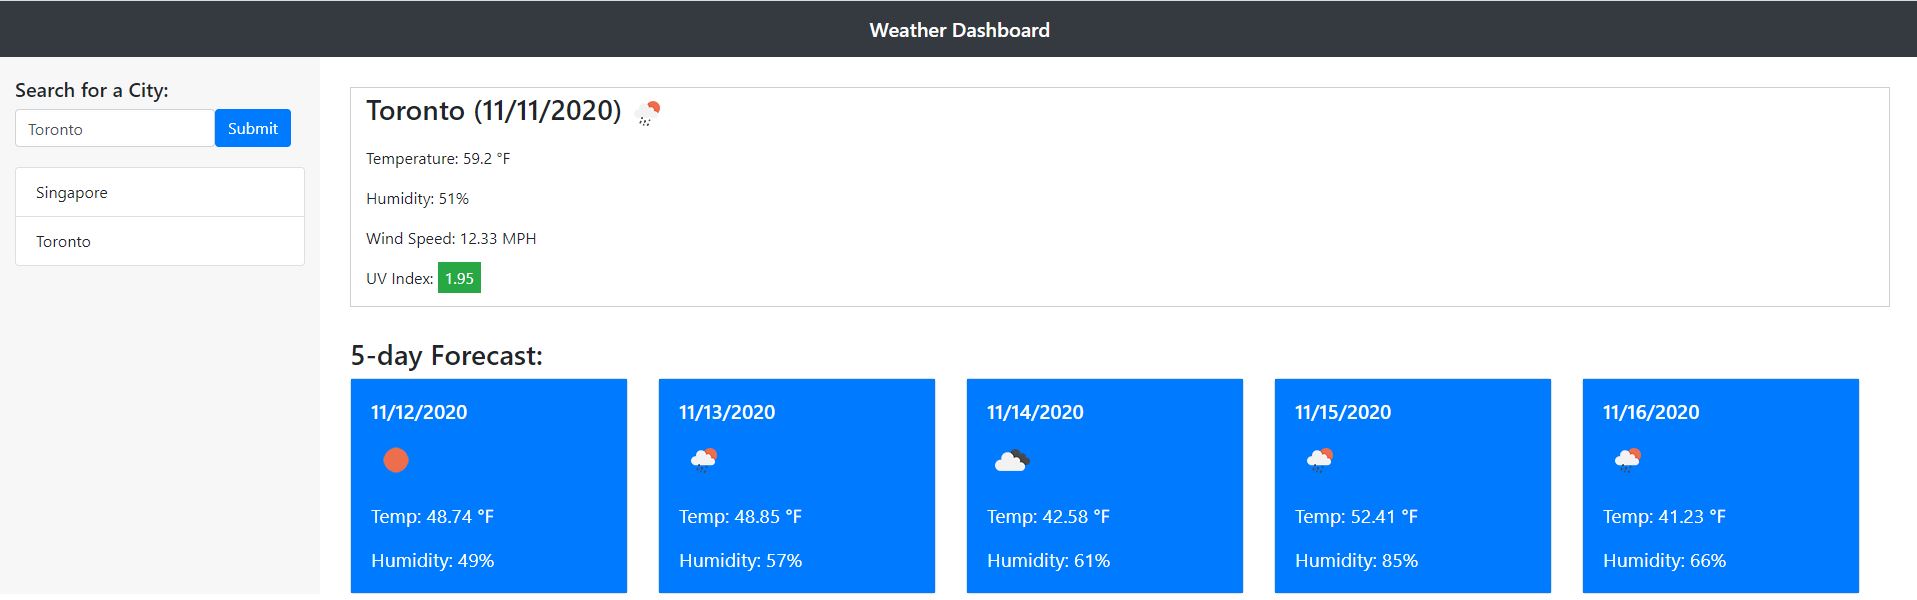 Weather Dashboard
Search for a City:
Toronto
Submit
Singapore
Toronto
Toronto (11/11/2020)
Temperature: 59.2 °F
Humidity: 51%
Wind Speed: 12.33 MPH
UV Index: 1.95
5-day Forecast:
11/12/2020
Temp: 48.74 °F
Humidity: 49%
11/13/2020
Temp: 48.85 °F
Humidity: 57%
11/14/2020
Temp: 42.58 °F
Humidity: 61%
11/15/2020
Temp: 52.41 °F
Humidity: 85%
11/16/2020
Temp: 41.23 °F
Humidity: 66%